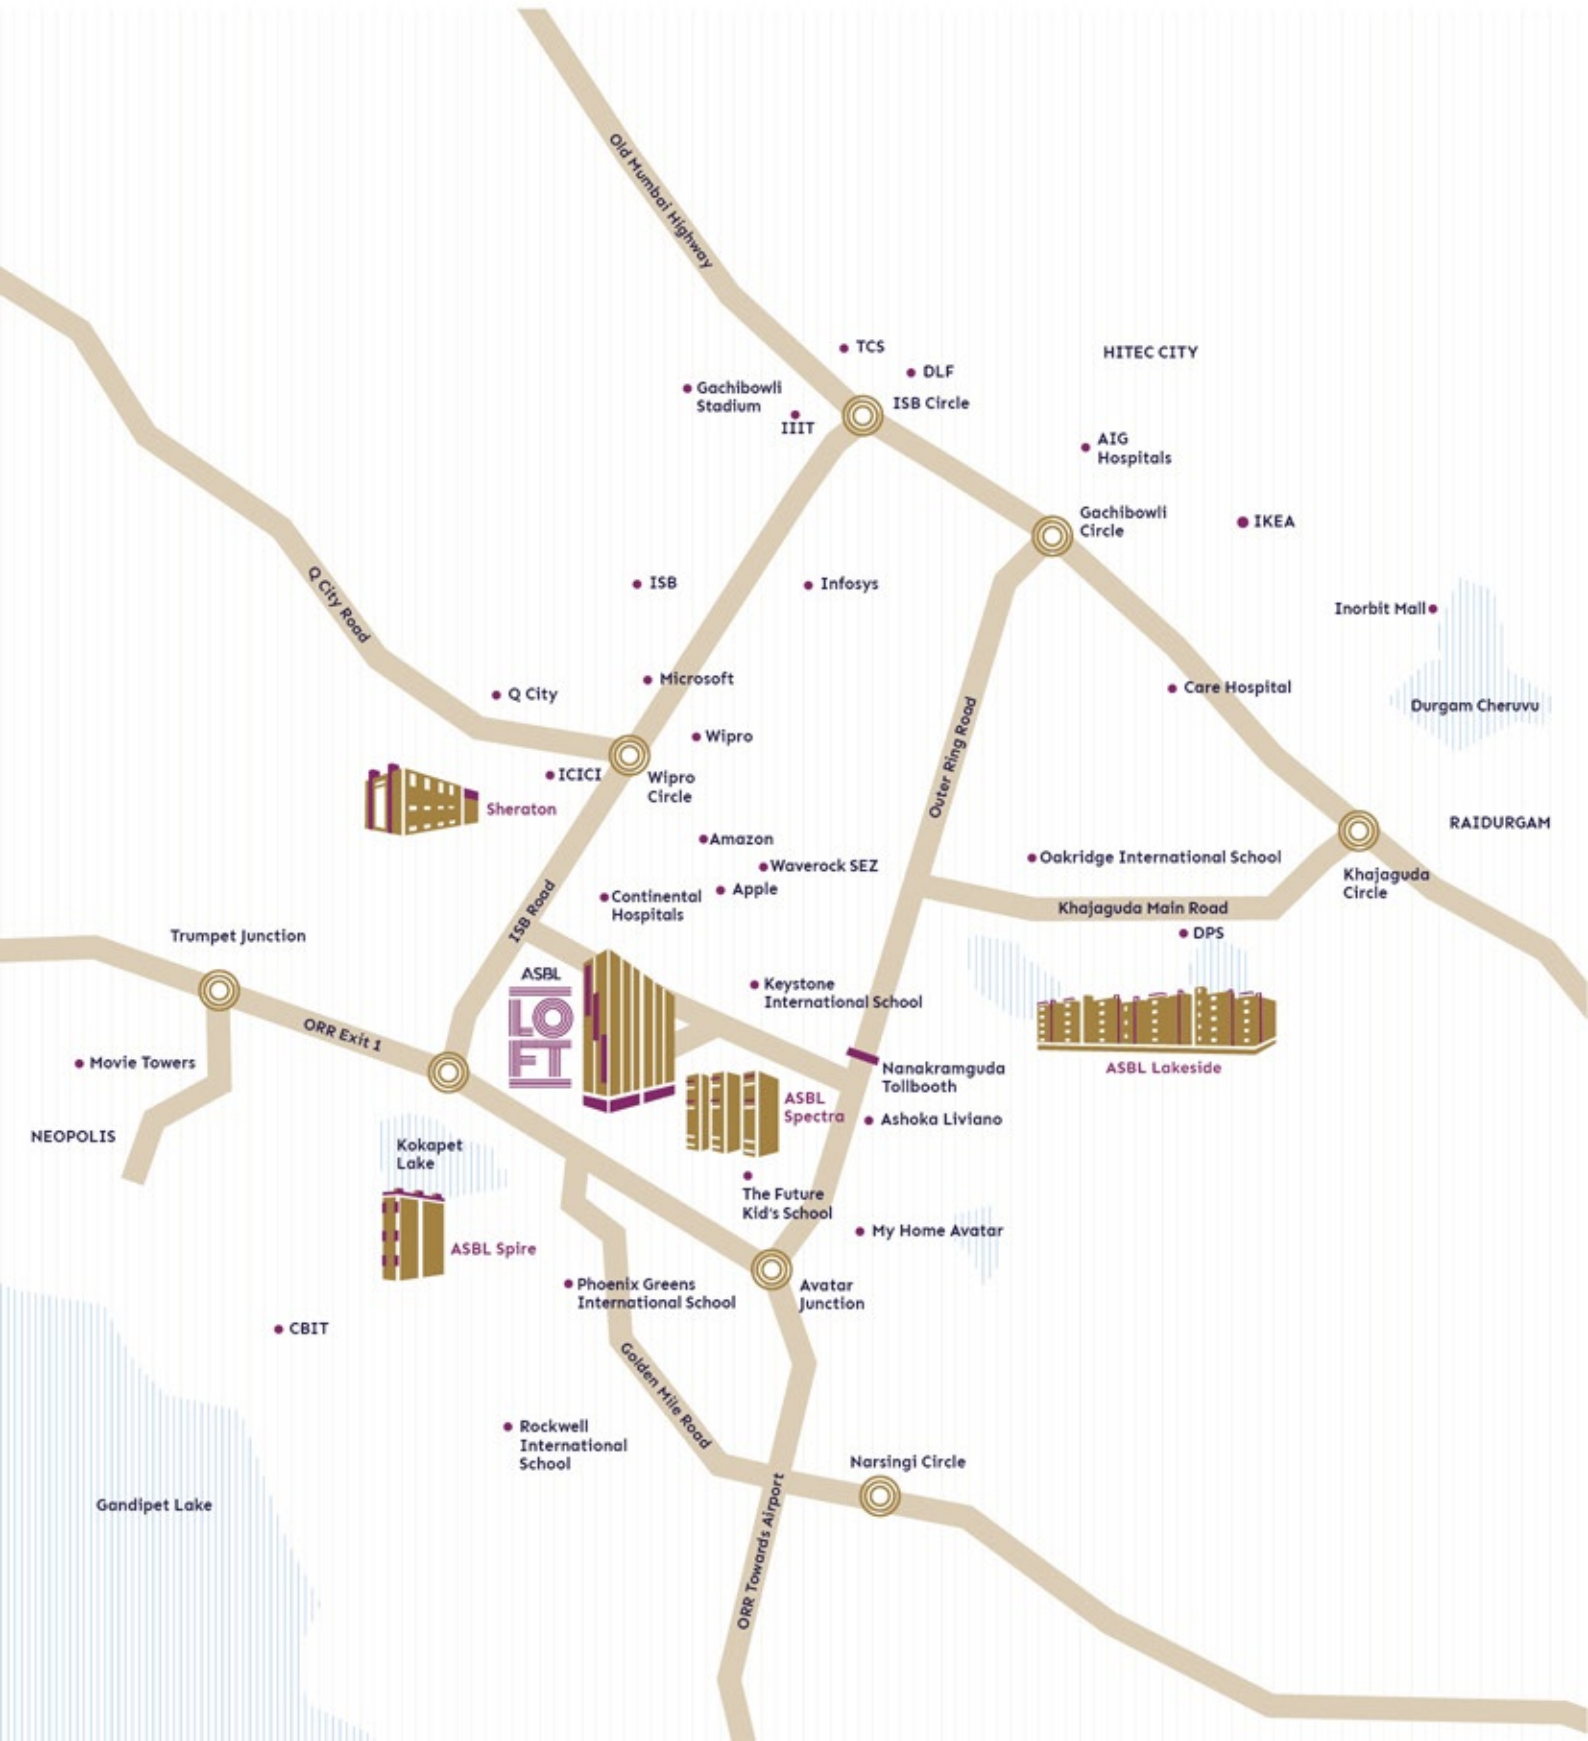 Old Mumbai Highway
TCS
HITEC CITY
DLF
Gachibowli
Stadium
ISB Circle
IIIT
AIG
Hospitals
Gachibowli
Circle
IKEA
Q City Road
ISB
Infosys
Inorbit Mall
Microsoft
Q City
Care Hospital
Durgam Cheruvu
Wipro
Outer Ring Road
ICICI
Wipro
Circle
Sheraton
RAIDURGAM
Amazon
Oakridge International School
Waverock SEZ
Khajaguda
Circle
Apple
Continental
Hospitals
ISB Road
Khajaguda Main Road
Trumpet Junction
DPS
ASBL
LO
FT
Keystone
International School
ORR Exit 1
Movie Towers
Nanakramguda
Tollbooth
ASBL Lakeside
ASBL
Spectra
Ashoka Liviano
NEOPOLIS
Kokapet
Lake
The Future
Kid's School
My Home Avatar
ASBL Spire
Phoenix Greens
International School
Avatar
Junction
CBIT
Golden Mile Road
Rockwell
International
School
Narsingi Circle
Gandipet Lake
ORR Towards Airport